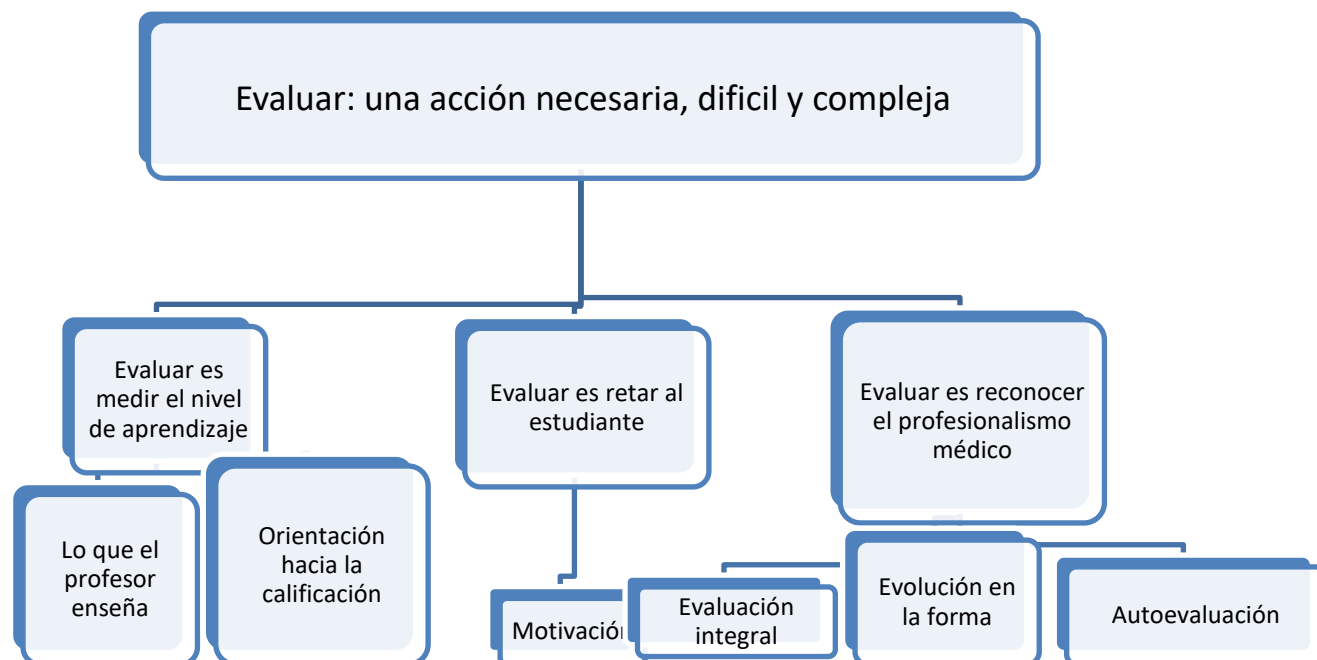 Evaluar: una acción necesaria, dificil y compleja
Evaluar es
medir el nivel
de aprendizaje
Evaluar es retar al
estudiante
Evaluar es reconocer
el profesionalismo
médico
Lo que el
profesor
enseña
Orientación
hacia la
calificación
Motivación
Evaluación
integral
Evolución en
la forma
Autoevaluación